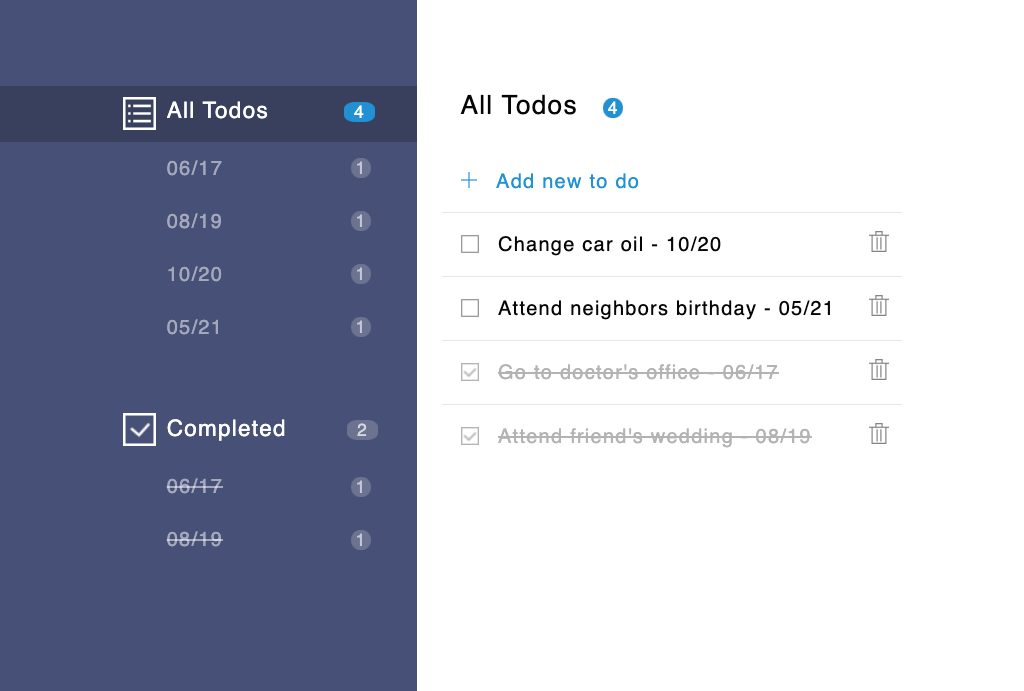 All Todos 4
06/17 1
08/19 1
10/20 1
05/21 1
Completed 2
06/17 1
08/19 1
All Todos 4
+ Add new to do
Change car oil - 10/20
Attend neighbors birthday - 05/21
Go to doctor's office - 06/17
Attend friend's wedding - 08/19